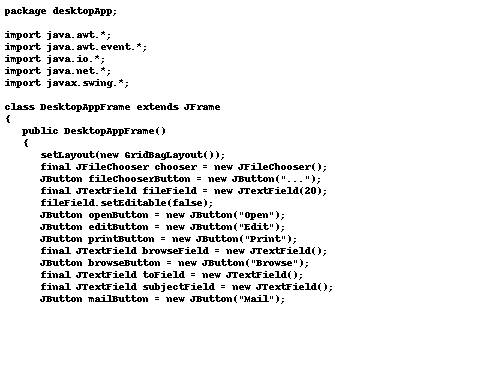 package desktopApp;
import java.awt.*;
import java.awt.event.*;
import java.io.*;
import java.net.*;
import javax.swing.*;
class DesktopAppFrame extends JFrame
{
public DesktopAppFrame()
{
setLayout(new GridBagLayout());
final JFileChooser chooser = new JFileChooser();
JButton fileChooserButton = new JButton("...");
final JTextField fileField = new JTextField(20);
fileField.setEditable(false);
JButton openButton = new JButton("Open");
JButton editButton = new JButton("Edit");
JButton printButton = new JButton("Print");
final JTextField browseField = new JTextField();
JButton browseButton = new JButton("Browse");
final JTextField toField = new JTextField();
final JTextField subjectField = new JTextField();
JButton mailButton = new JButton("Mail");